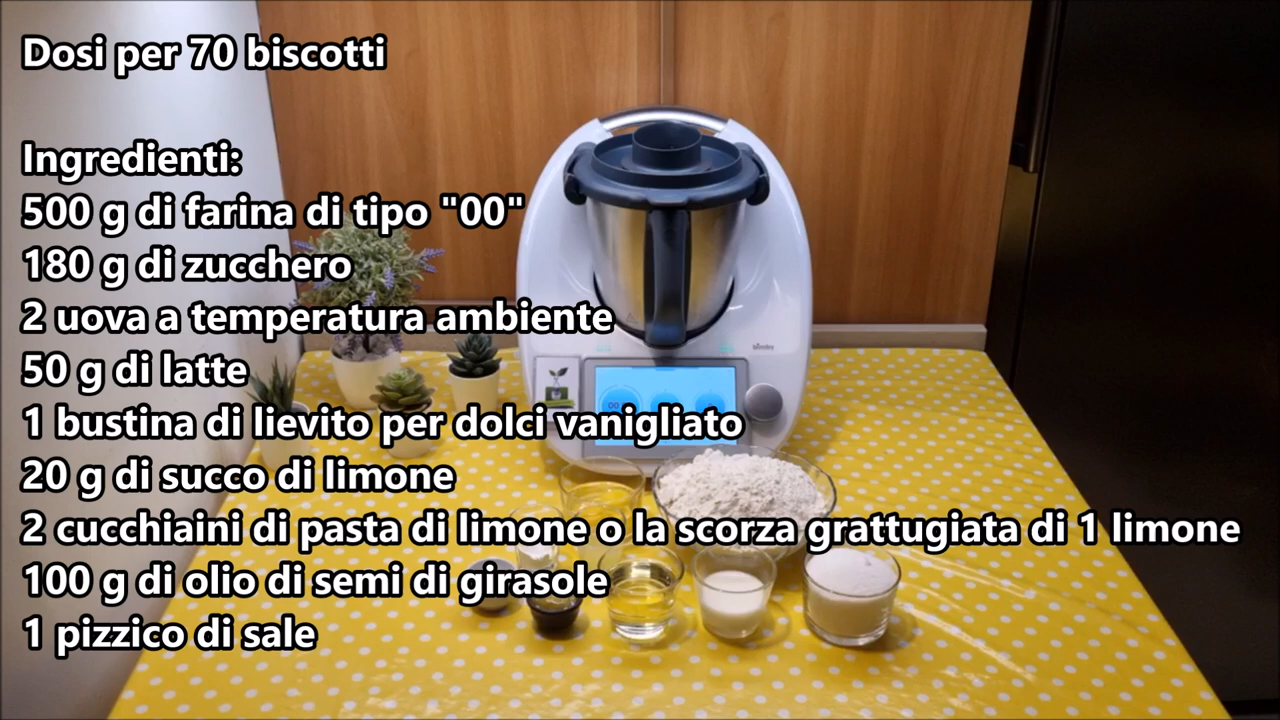 Dosi per 70 biscotti
Ingredienti:
500 g di farina di tipo "00"
180 g di zucchero
2 uova a temperatura ambiente
50 g di latte
1 bustina di lievito per dolci vanigliato
20 g di succo di limone
2 cucchiaini di pasta di limone o la scorza grattugiata di 1 limone
100 g di olio di semi di girasole
1 pizzico di sale